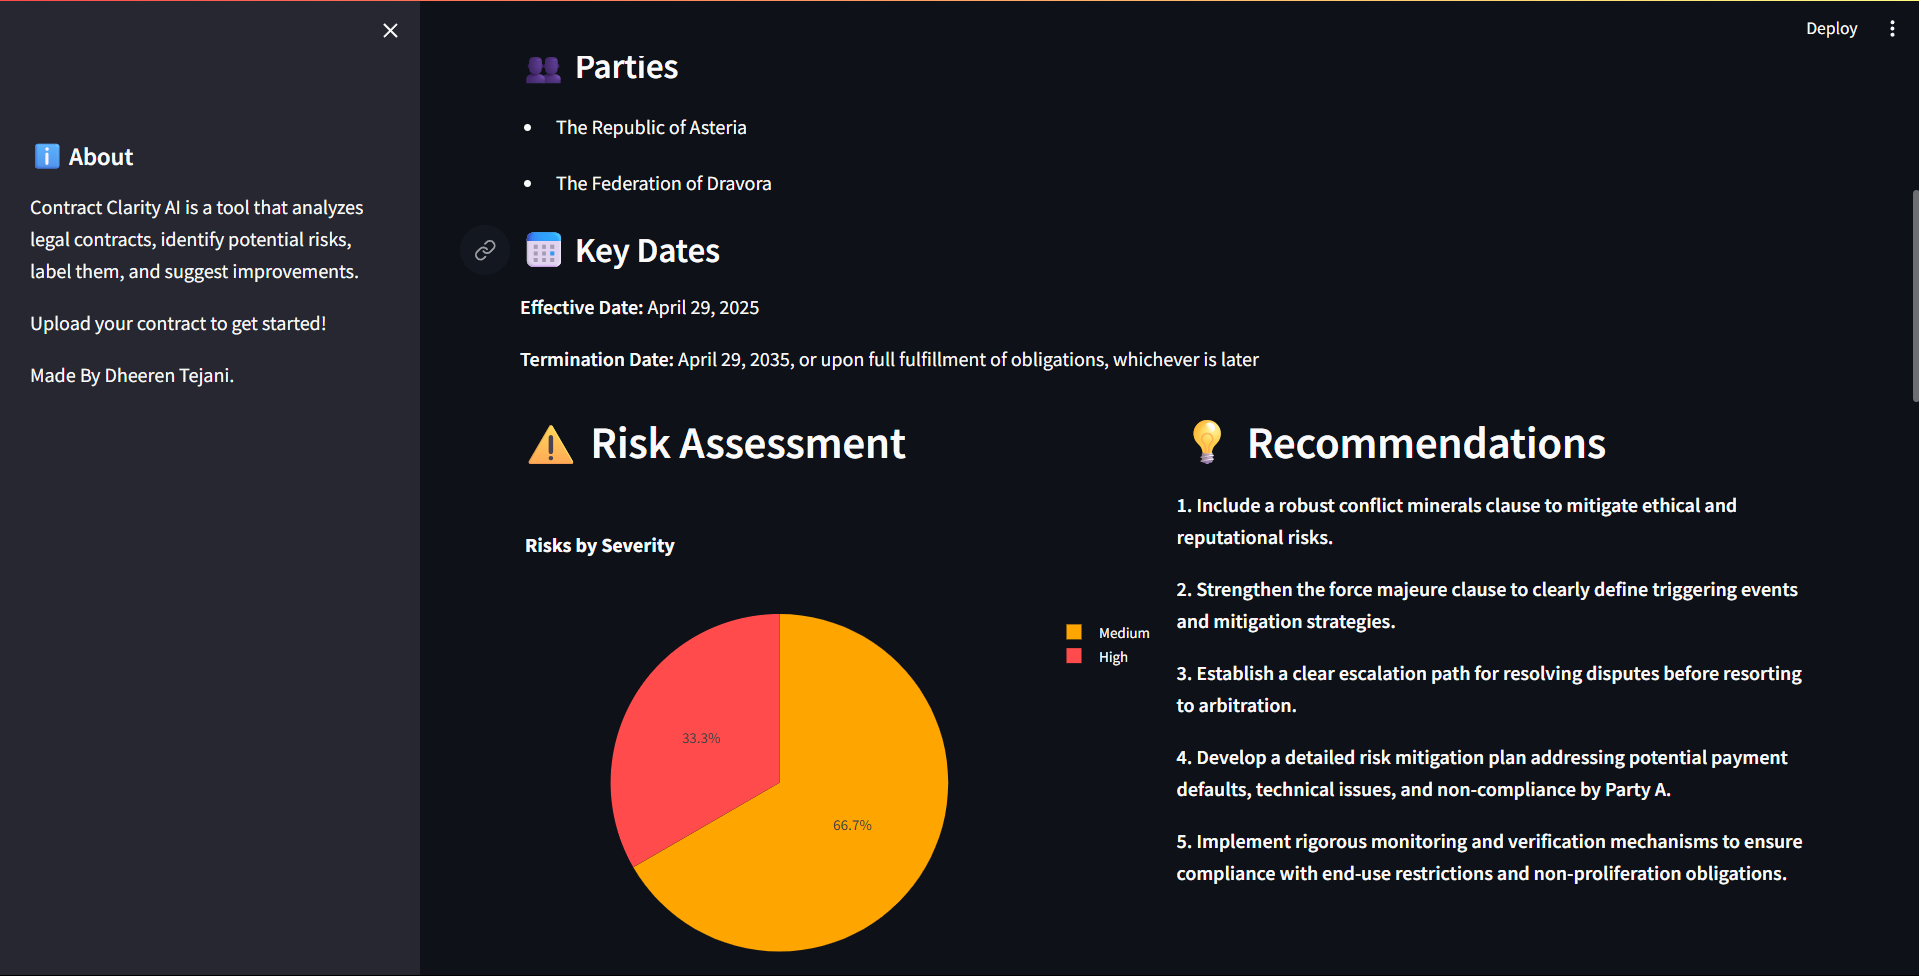 Deploy
About
Contract Clarity AI is a tool that analyzes
legal contracts, identify potential risks,
label them, and suggest improvements.
Upload your contract to get started!
Made By Dheeren Tejani.
Parties
The Republic of Asteria
The Federation of Dravora
Key Dates
Effective Date: April 29, 2025
Termination Date: April 29, 2035, or upon full fulfillment of obligations, whichever is later
Risk Assessment
Risks by Severity
Medium
High
33.3%
66.7%
Recommendations
1. Include a robust conflict minerals clause to mitigate ethical and
reputational risks.
2. Strengthen the force majeure clause to clearly define triggering events
and mitigation strategies.
3. Establish a clear escalation path for resolving disputes before resorting
to arbitration.
4. Develop a detailed risk mitigation plan addressing potential payment
defaults, technical issues, and non-compliance by Party A.
5. Implement rigorous monitoring and verification mechanisms to ensure
compliance with end-use restrictions and non-proliferation obligations.